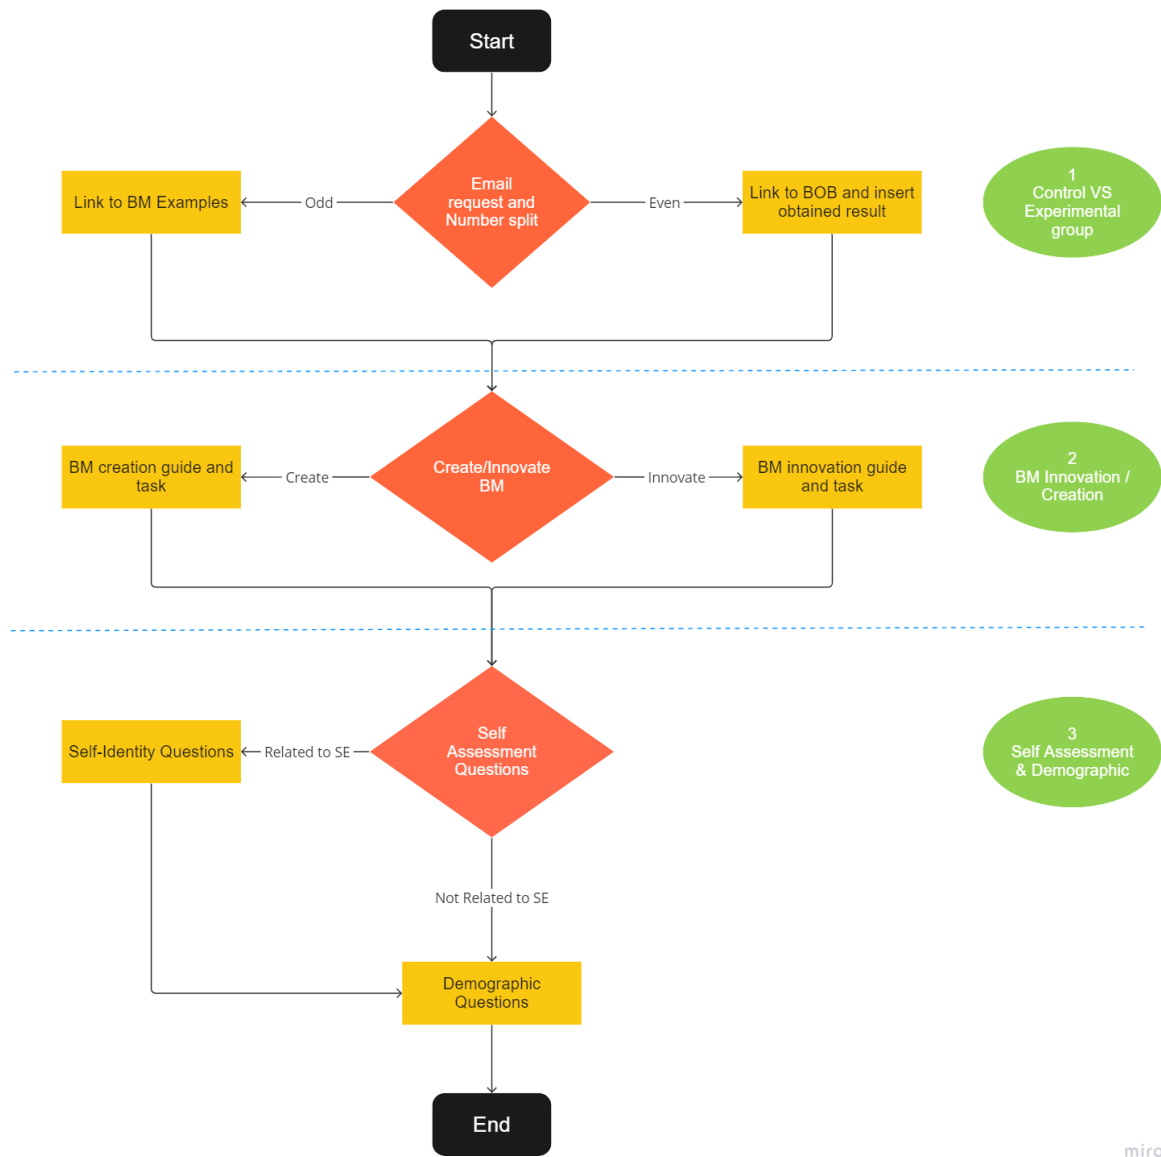 Start
Email
request and
Number split
Odd
Link to BM Examples
Even
Link to BOB and insert
obtained result
1
Control VS
Experimental
group
Create/Innovate
BM
Create
BM creation guide and
task
Innovate
BM innovation guide
and task
2
BM Innovation /
Creation
Self
Assessment
Questions
Related to SE
Self-Identity Questions
3
Self Assessment
& Demographic
Not Related to SE
Demographic
Questions
End
miro